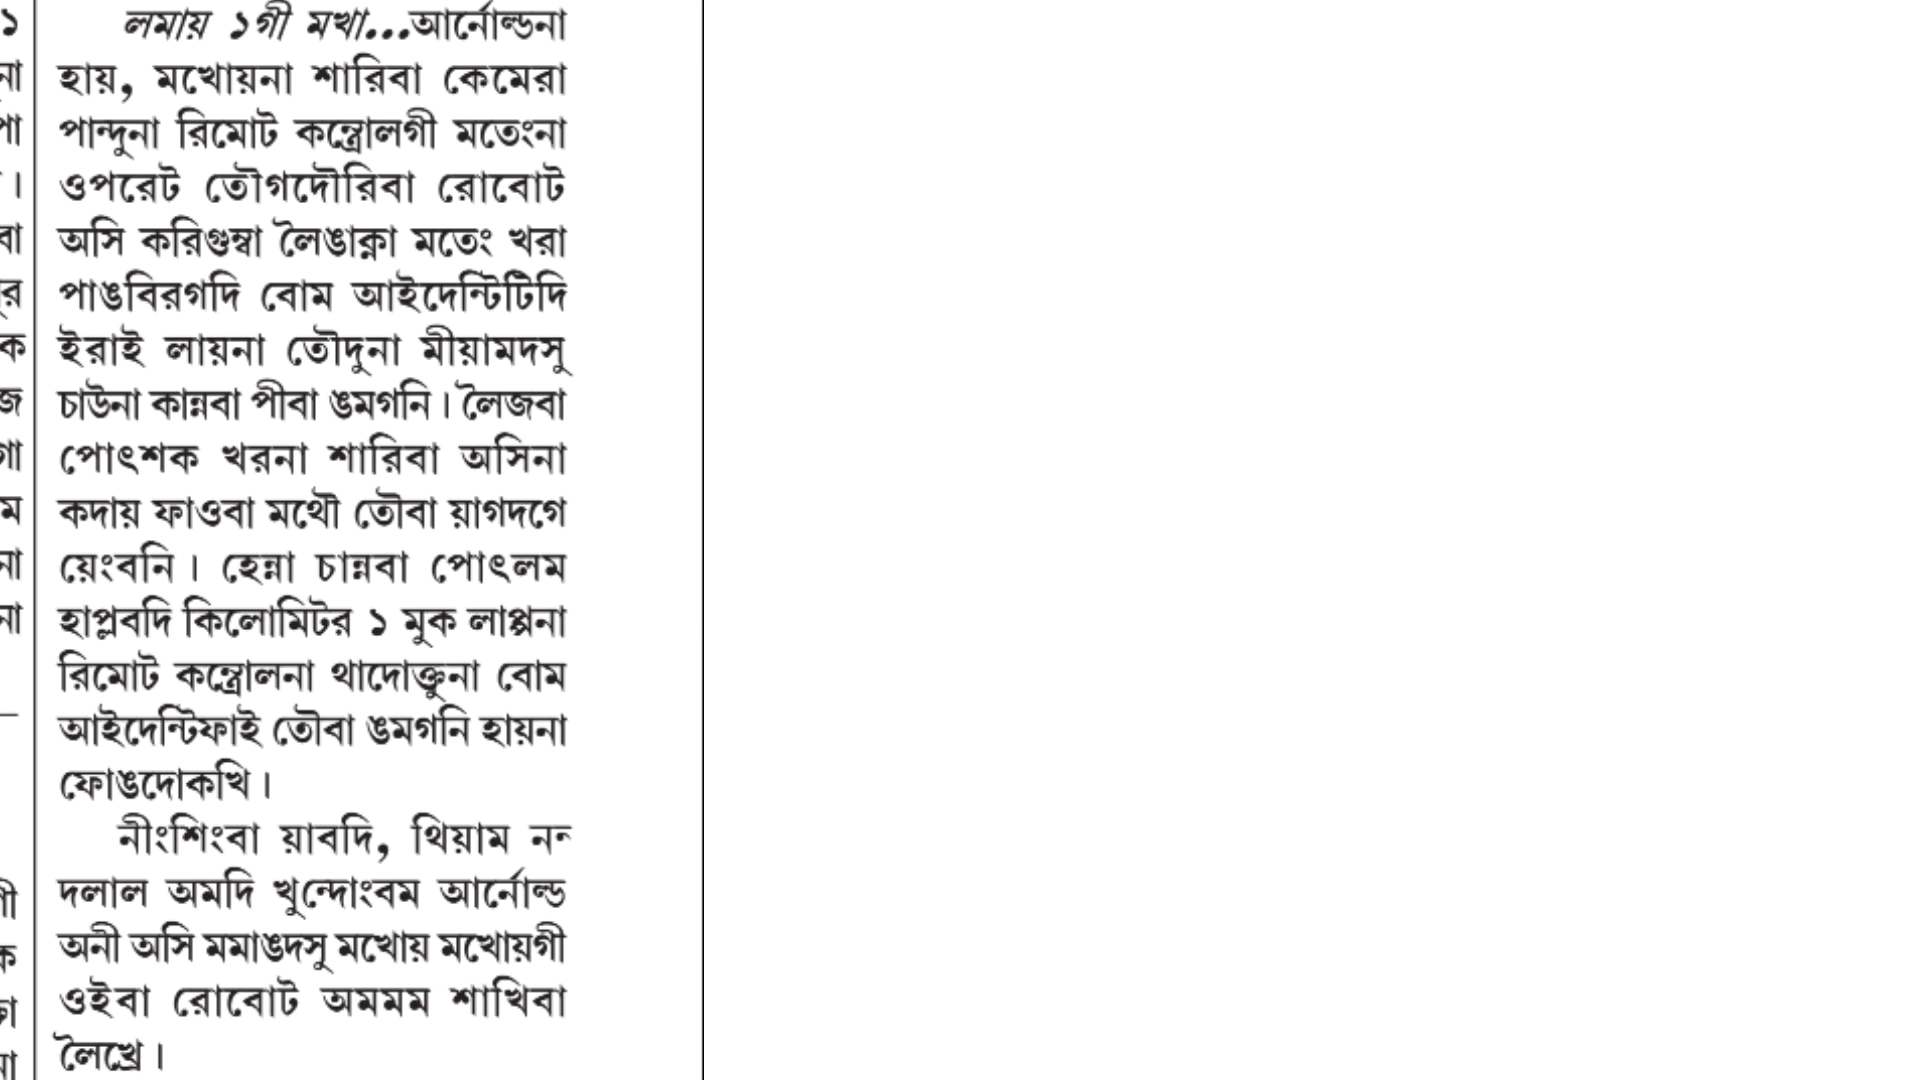 লমায় ১গী মখা...আর্নোল্ডনা
হায়, মখোয়না শারিবা কেমেরা
পান্দুনা রিমোট কন্ত্রোলগী মতেংনা
ওপরেট তৌগদৌরিবা রোবোট
অসি করিগুম্বা লৈঙাক্না মতেং খরা
পাঙবিরগদি বোম আইদেন্টিটিদি
ইরাই লায়না তৌদুনা মীয়ামদসু
চাউনা কান্নবা পীবা ঙমগনি। লৈজবা
পোৎশক খরনা শারিবা অসিনা
কদায় ফাওবা মথৌ তৌবা য়াগদগে
য়েংবনি। হেন্না চান্নবা পোৎলম
হাপ্লবদি কিলোমিটর ১ মুক লাপ্পনা
রিমোট কন্ত্রোলনা থাদোক্তুনা বোম
আইদেন্টিফাই তৌবা ঙমগনি হায়না
ফোঙদোকখি।
নীংশিংবা য়াবদি, থিয়াম নন্দ
দলাল অমদি খুন্দোংবম আর্নোল্ড
অনী অসি মমাঙদসু মখোয় মখোয়গী
ওইবা রোবোট অমমম শাখিবা
লৈখ্রে।